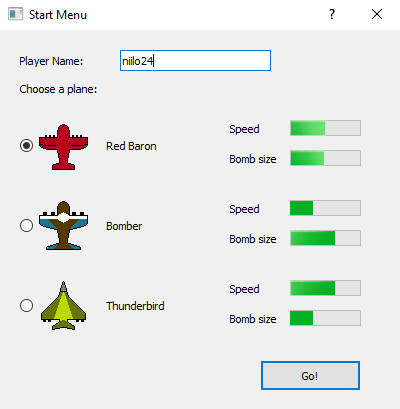 Start Menu
Player Name: niilo24
Choose a plane:
Speed
Red Baron
Bomb size
Speed
Bomber
Bomb size
Speed
Thunderbird
Bomb size
Go!